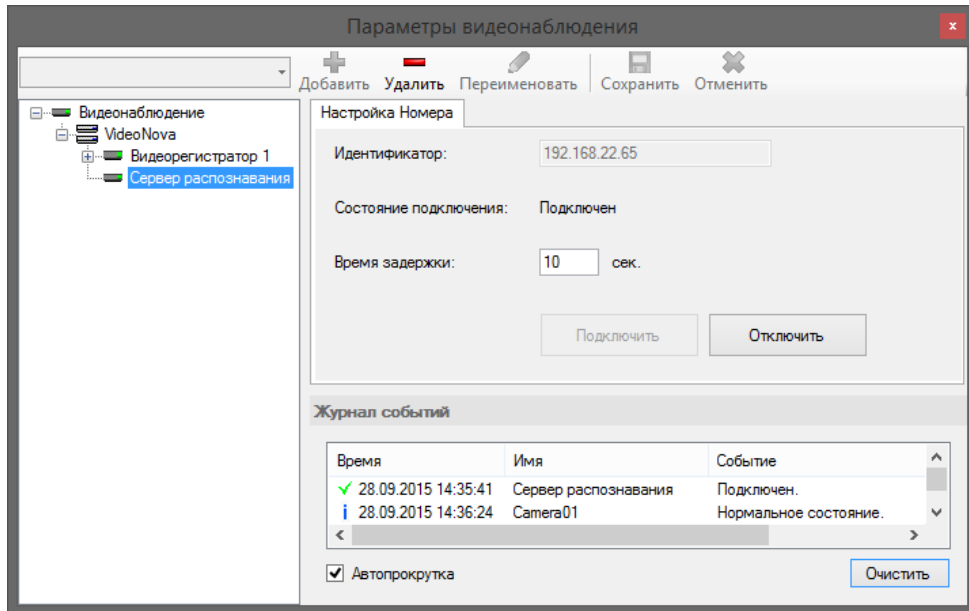 Параметры видеонаблюдения
x
Добавить Удалить Переименовать Сохранить Отменить
Видеонаблюдение
VideoNova
Видеорегистратор 1
Сервер распознавания
Настройка Номера
Идентификатор: 192.168.22.65
Состояние подключения: Подключен
Время задержки: 10 сек.
Подключить Отключить
Журнал событий
Время Имя Событие
28.09.2015 14:35:41 Сервер распознавания Подключен.
28.09.2015 14:36:24 Camera01 Нормальное состояние.
Автопрокрутка Очистить